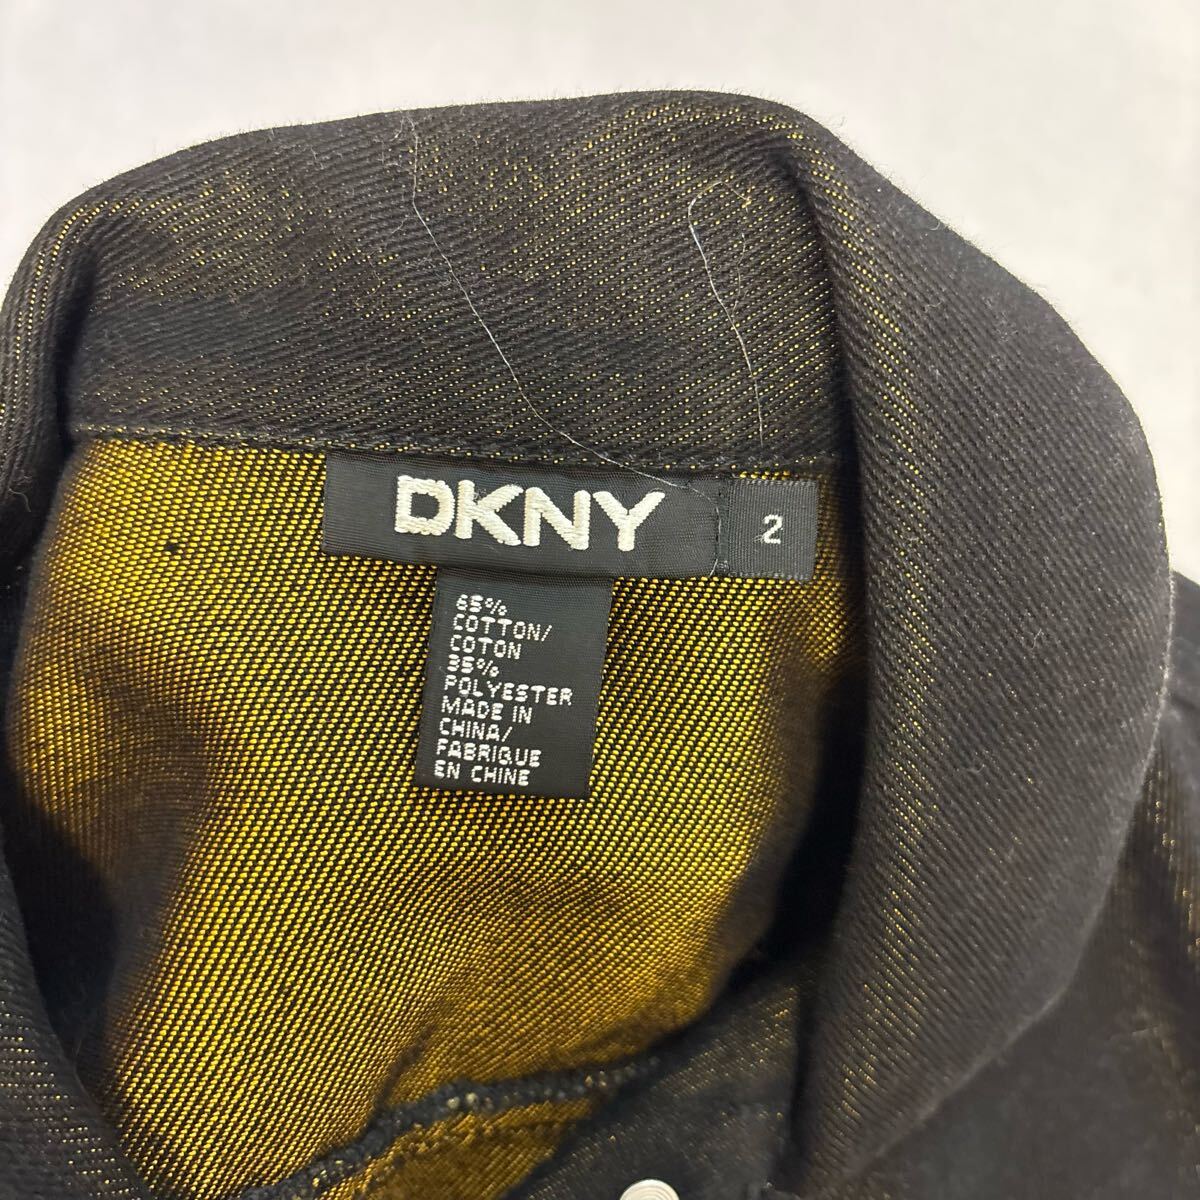 DKNY
2
65%
COTTON/
COTON
35%
POLYESTER
MADE IN
CHINA/
FABRIQUE
EN CHINE